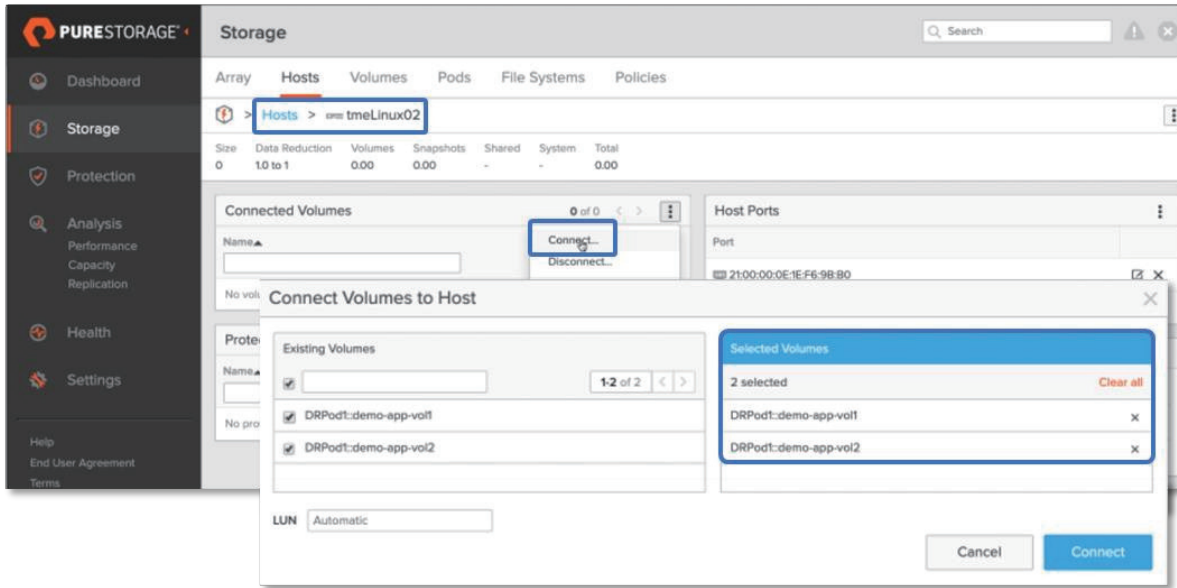 PURESTORAGE®
Storage
Search
Dashboard
Storage
Protection
Analysis
Performance
Capacity
Replication
Health
Settings
Help
End User Agreement
Terms
Array Hosts Volumes Pods File Systems Policies
> Hosts > tmeLinux02
Size Data Reduction Volumes Snapshots Shared System Total
0 1.0 to 1 0.00 0.00 - - 0.00
Connected Volumes 0 of 0 < >
Name▲
Connect...
Disconnect...
Host Ports
Port
21:00:00:0E:1E:F6:9B:B0
Name
Connect Volumes to Host
Existing Volumes
1-2 of 2 < >
DRPod1::demo-app-vol1
DRPod1::demo-app-vol2
Selected Volumes
2 selected Clear all
DRPod1::demo-app-vol1 ×
DRPod1::demo-app-vol2 ×
LUN Automatic
Cancel Connect